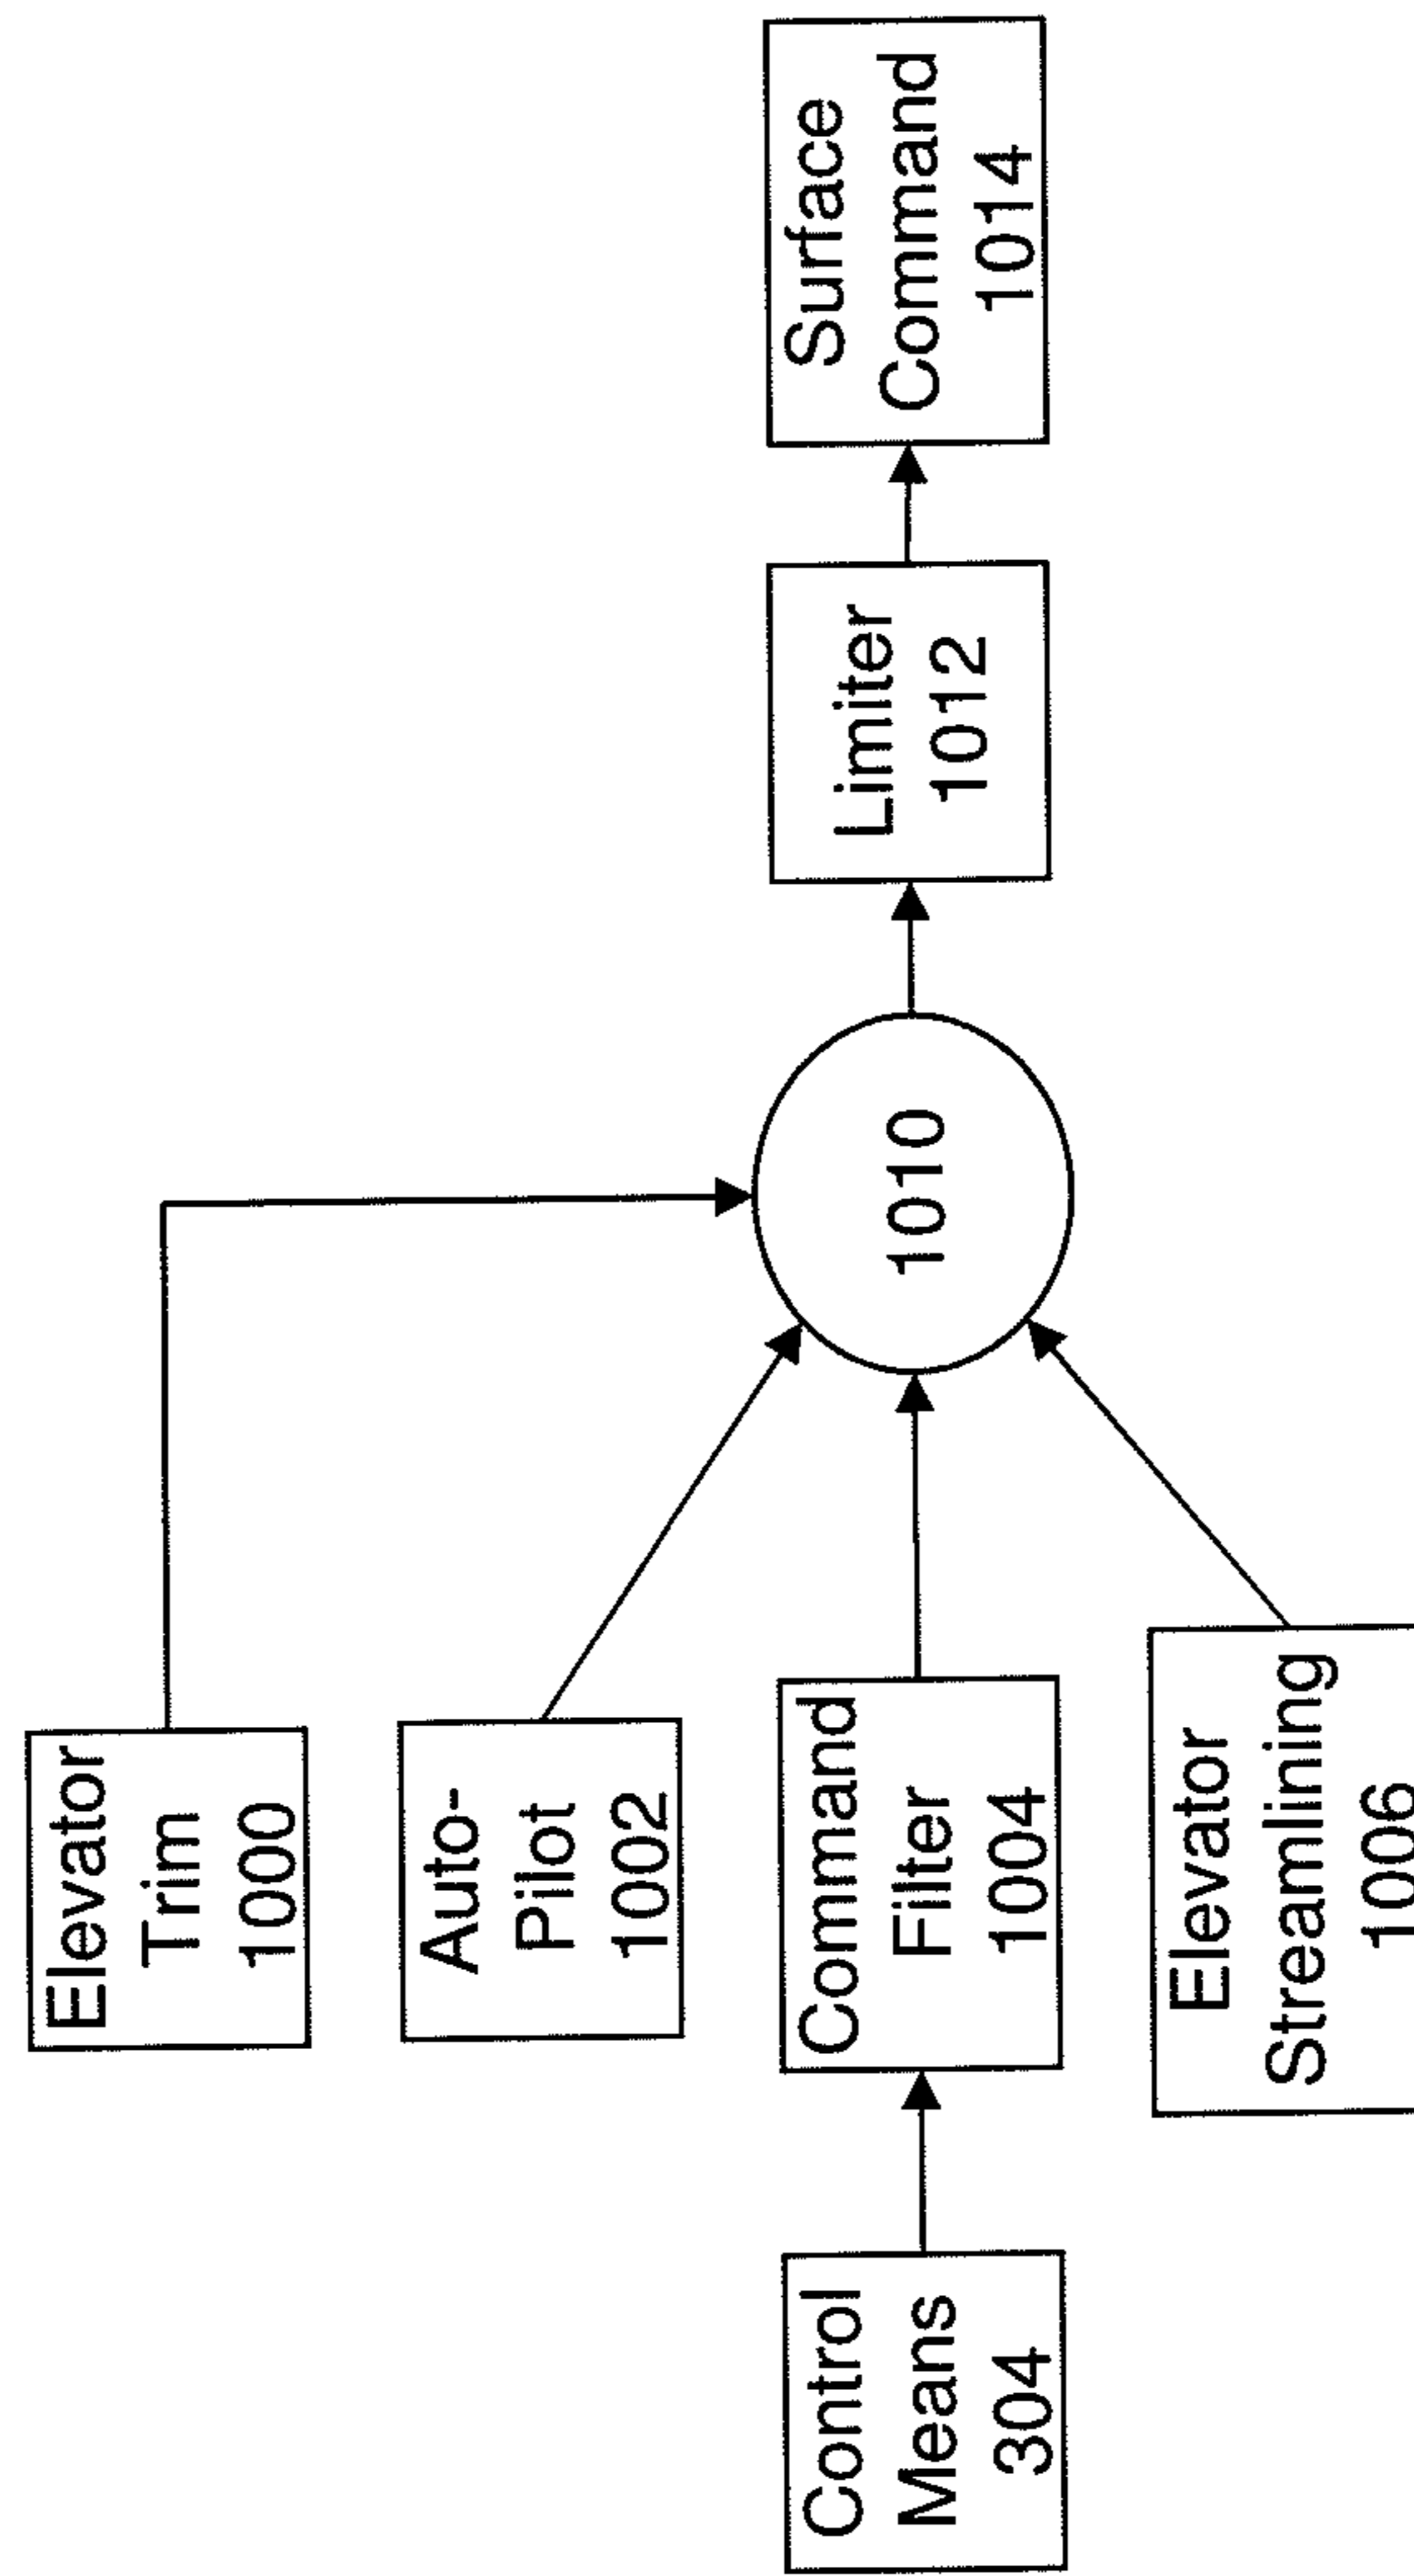 Elevator
Trim
1000
Auto-
Pilot
1002
Control
Means
304
Command
Filter
1004
Elevator
Streamlining
1006
1010
Limiter
1012
Surface
Command
1014